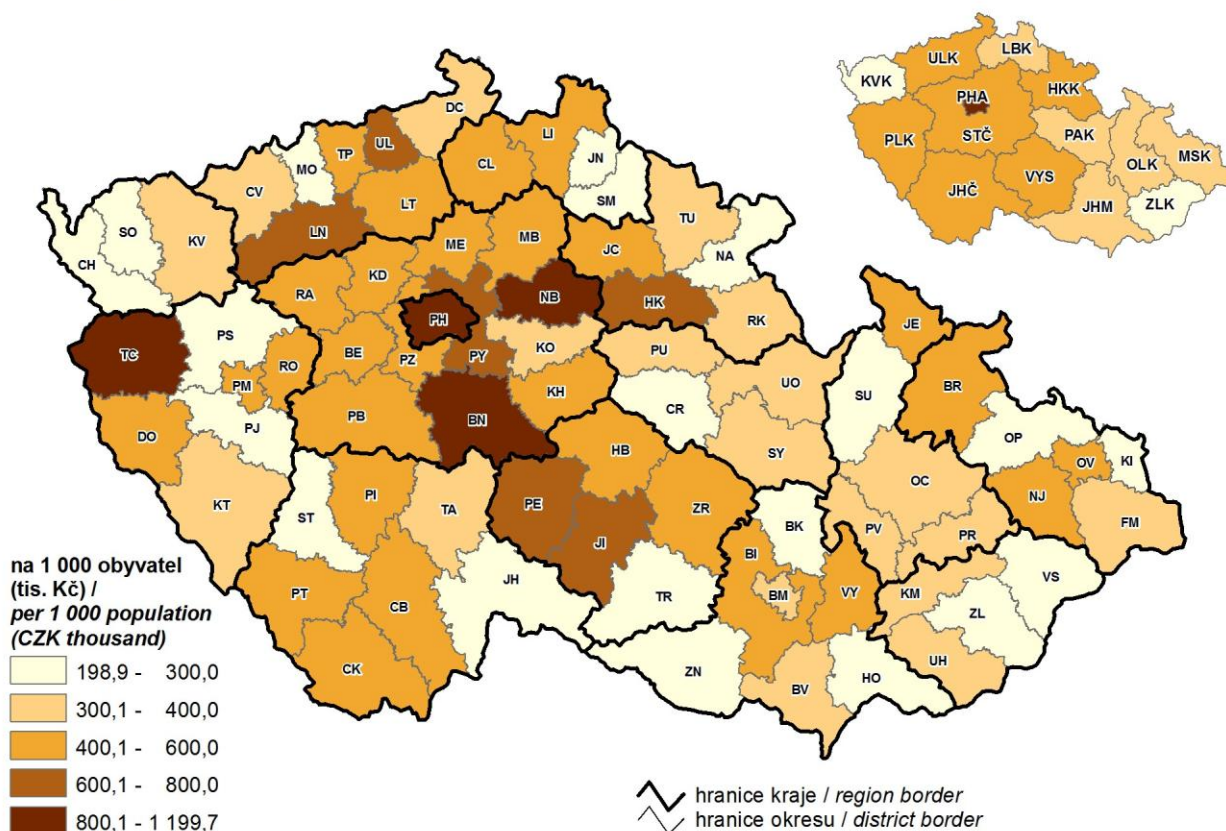 DC
LI
UL
TP
MO
CL
JN
CV
LT
SM
TU
SO
LN
KV
ME
MB
JC
NA
CH
KD
RA
NB
HK
PH
RK
TC
PS
BE
PZ
PY
KO
PU
JE
RO
PM
UO
BR
PB
BN
KH
CR
SU
DO
PJ
OP
HB
SY
OV
KI
KT
ST
PI
TA
PE
ZR
OC
NJ
FM
JI
BK
PV
PR
BI
JH
VS
PT
CB
TR
BM
VY
KM
ZL
CK
ZN
BV
HO
UH
ULK
LBK
KVK
HKK
PHA
STČ
PLK
PAK
OLK
MSK
VYS
JHČ
JHM
ZLK
na 1 000 obyvatel
(tis. Kč) /
per 1 000 population
(CZK thousand)
198,9 - 300,0
300,1 - 400,0
400,1 - 600,0
600,1 - 800,0
800,1 - 1 199,7
hranice kraje / region border
hranice okresu / district border